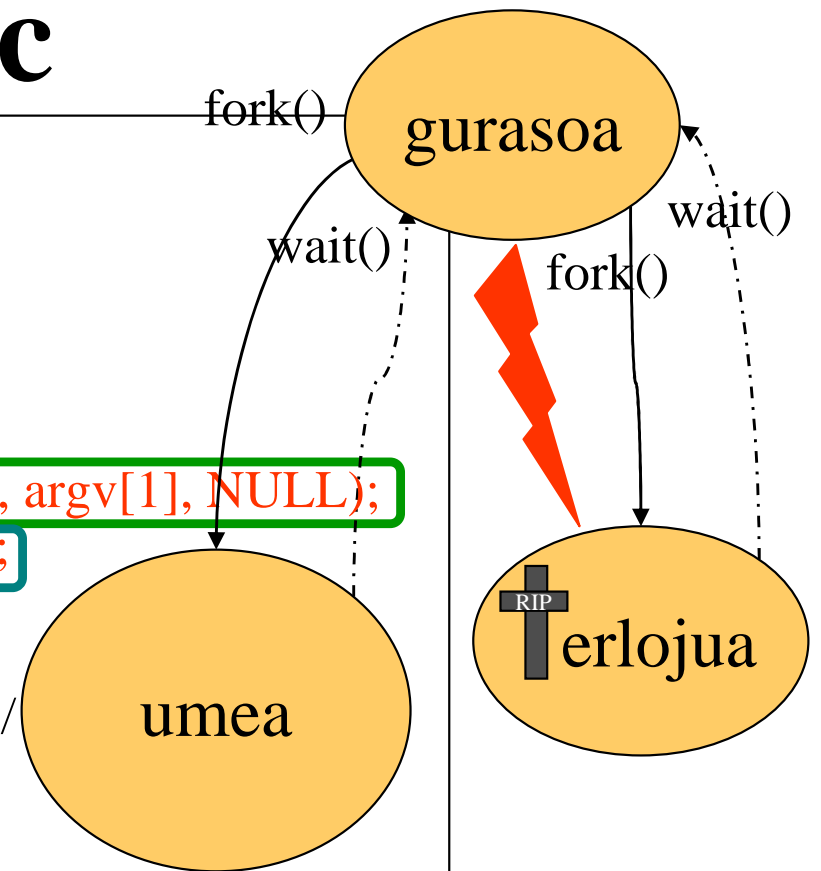 c
fork()
gurasoa
wait()
wait()
fork()
, argv[1], NULL);
;
RIP
erlojua
/
umea